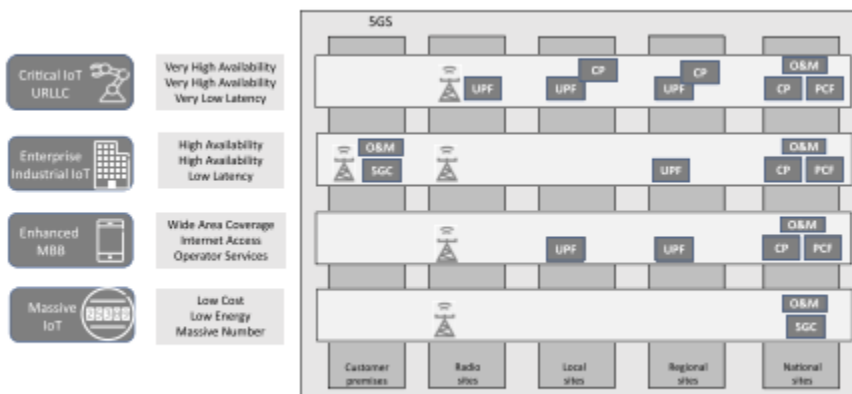 5GS
Critical IoT
URLLC
Very High Availability
Very High Availability
Very Low Latency
UPF
UPF
CP
UPF
CP
O&M
CP
PCF
Enterprise
Industrial IoT
High Availability
High Availability
Low Latency
O&M
5GC
UPF
O&M
CP
PCF
Enhanced
MBB
Wide Area Coverage
Internet Access
Operator Services
UPF
UPF
O&M
CP
PCF
Massive
IoT
Low Cost
Low Energy
Massive Number
O&M
5GC
Customer
premises
Radio
sites
Local
sites
Regional
sites
National
sites